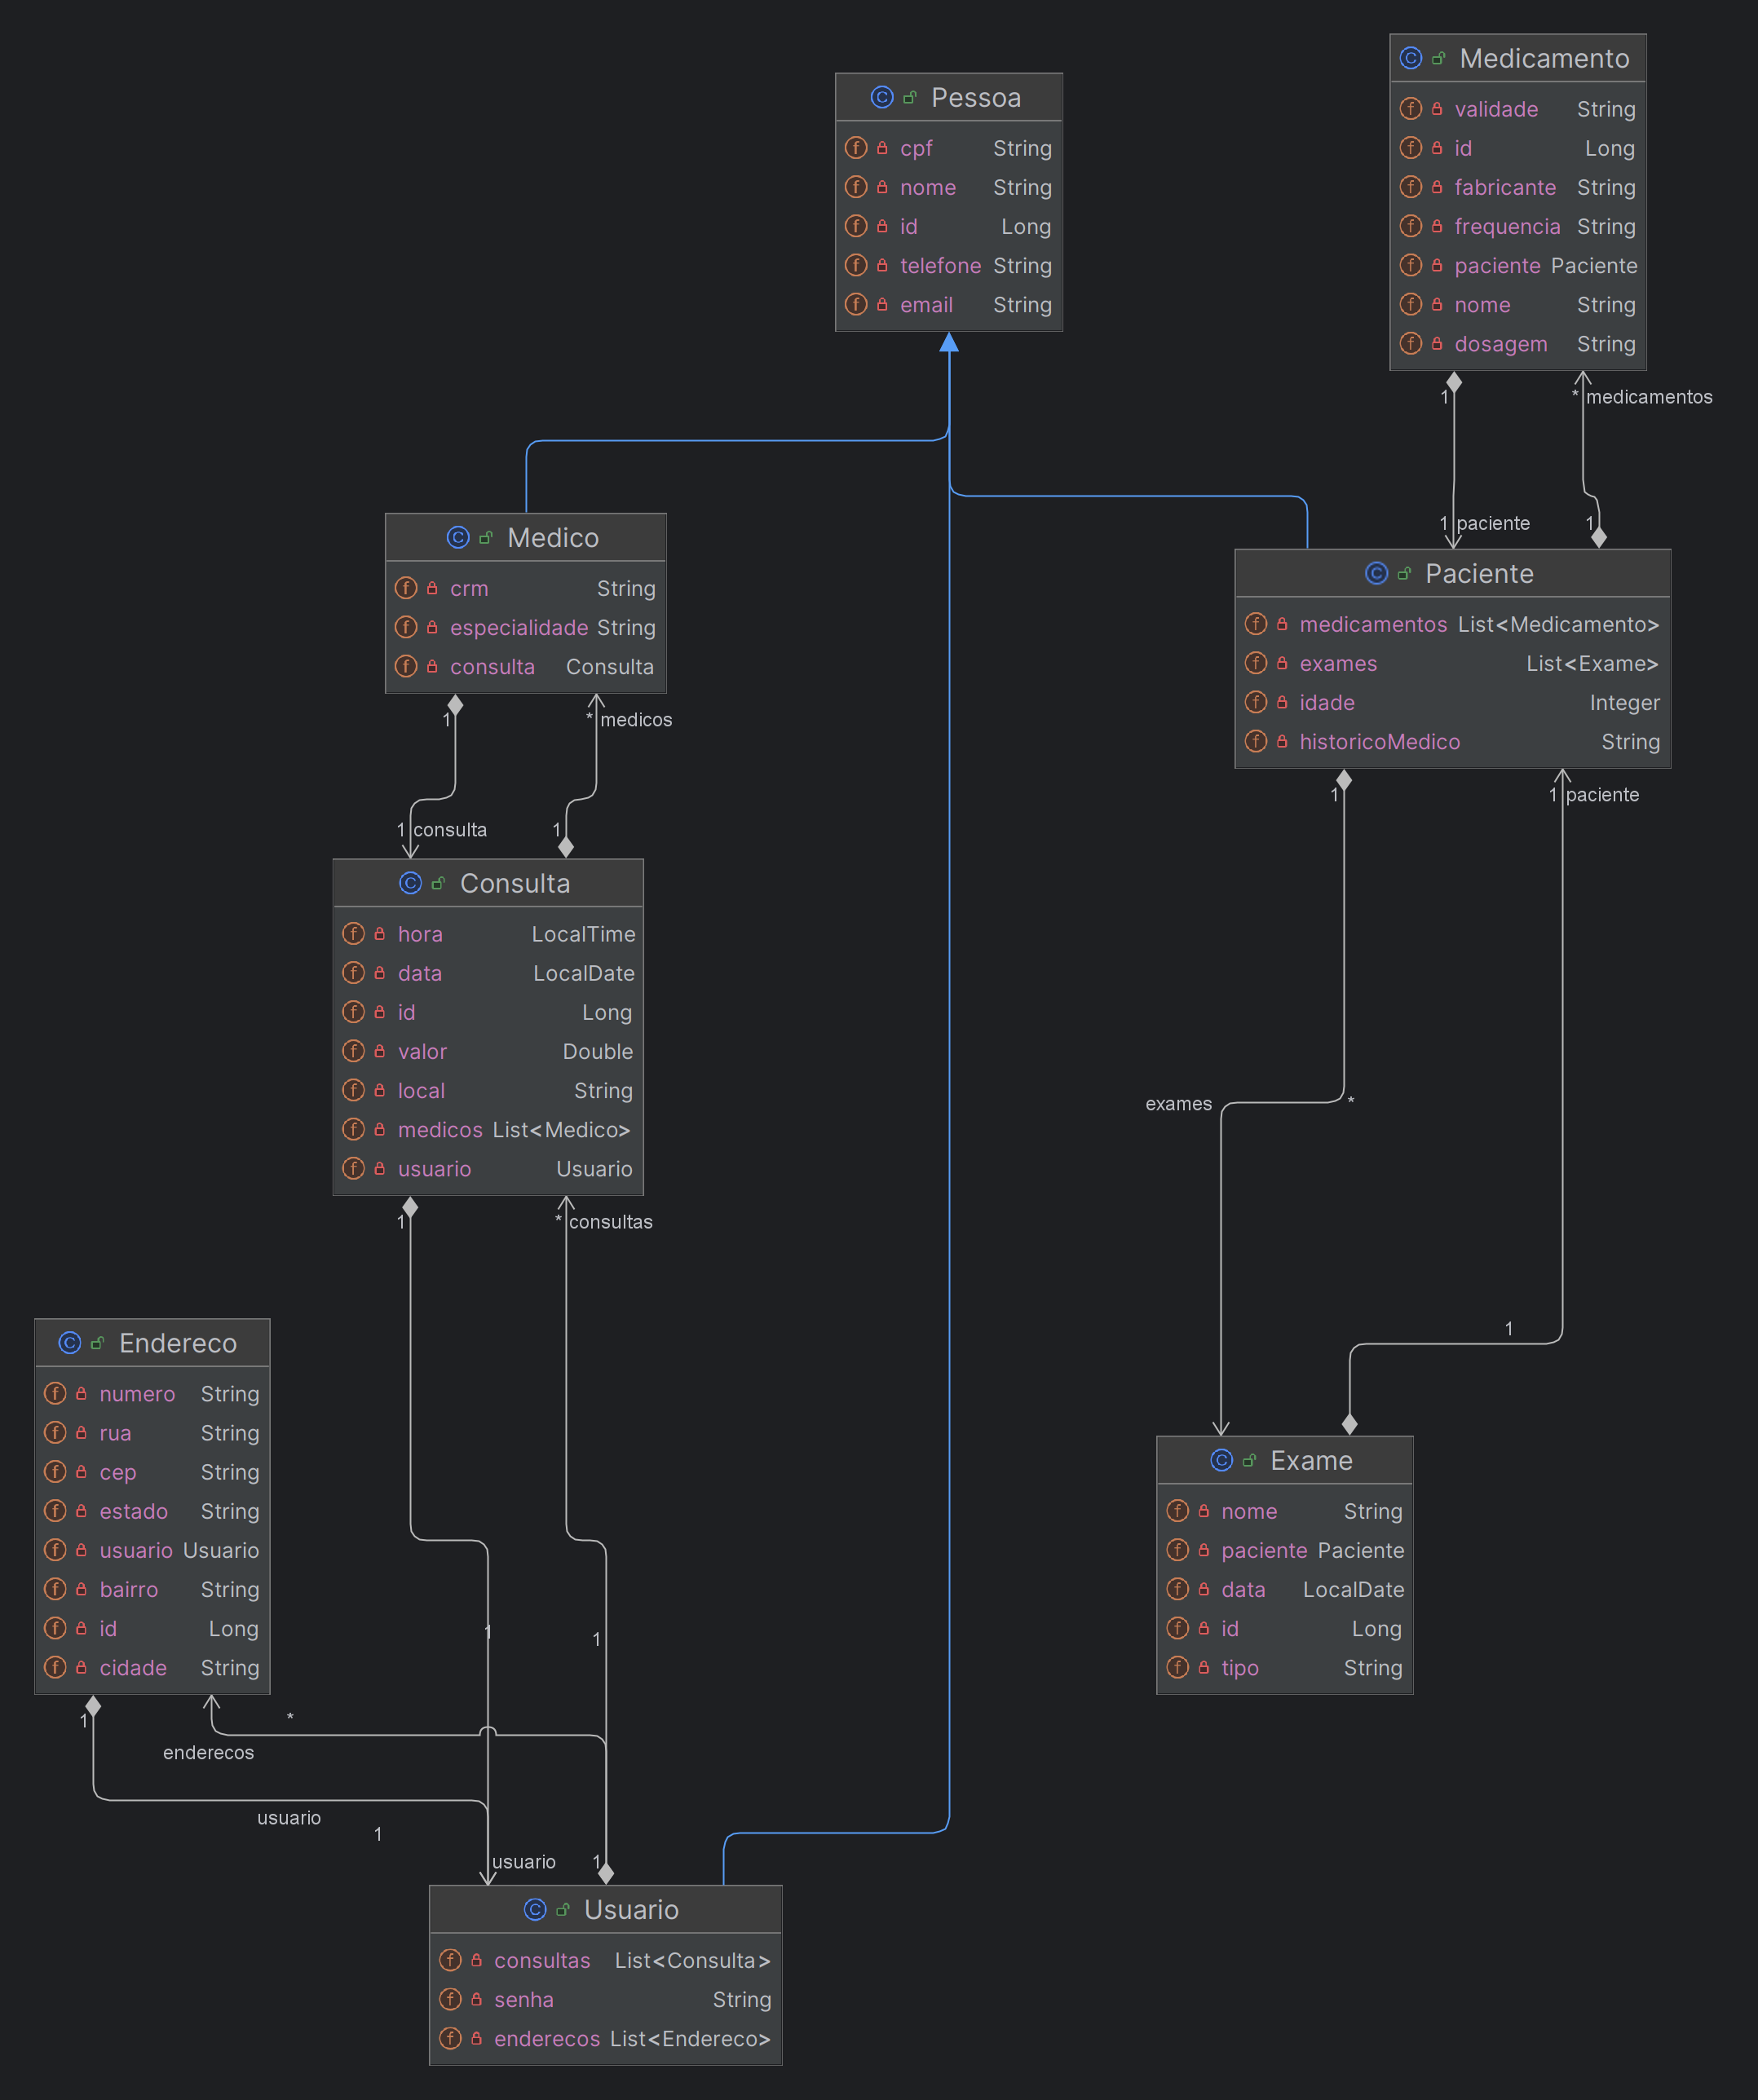 Pessoa
cpf String
nome String
id Long
telefone String
email String
Medicamento
validade String
id Long
fabricante String
frequencia String
paciente Paciente
nome String
dosagem String
1
* medicamentos
1 paciente
1
Medico
crm String
especialidade String
consulta Consulta
1
* medicos
1 consulta
1
Paciente
medicamentos List<Medicamento>
exames List<Exame>
idade Integer
historicoMedico String
1
1 paciente
exames
*
1
Consulta
hora LocalTime
data LocalDate
id Long
valor Double
local String
medicos List<Medico>
usuario Usuario
1
* consultas
1
1
Endereco
numero String
rua String
cep String
estado String
usuario Usuario
bairro String
id Long
cidade String
1
*
enderecos
usuario
1
usuario
1
Exame
nome String
paciente Paciente
data LocalDate
id Long
tipo String
Usuario
consultas List<Consulta>
senha String
enderecos List<Endereco>